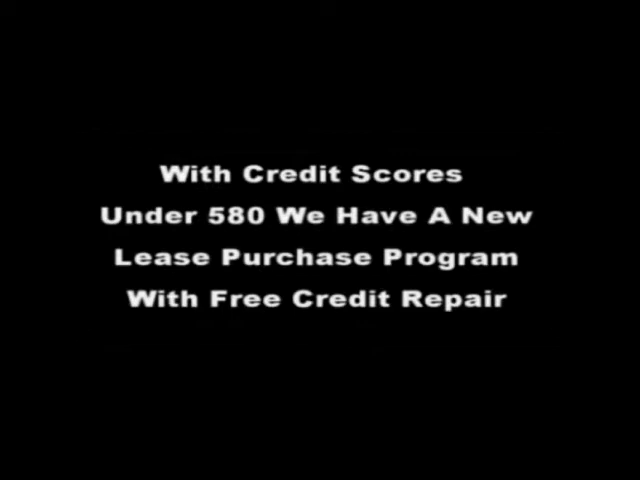 With Credit Scores
Under 580 We Have A New
Lease Purchase Program
With Free Credit Repair